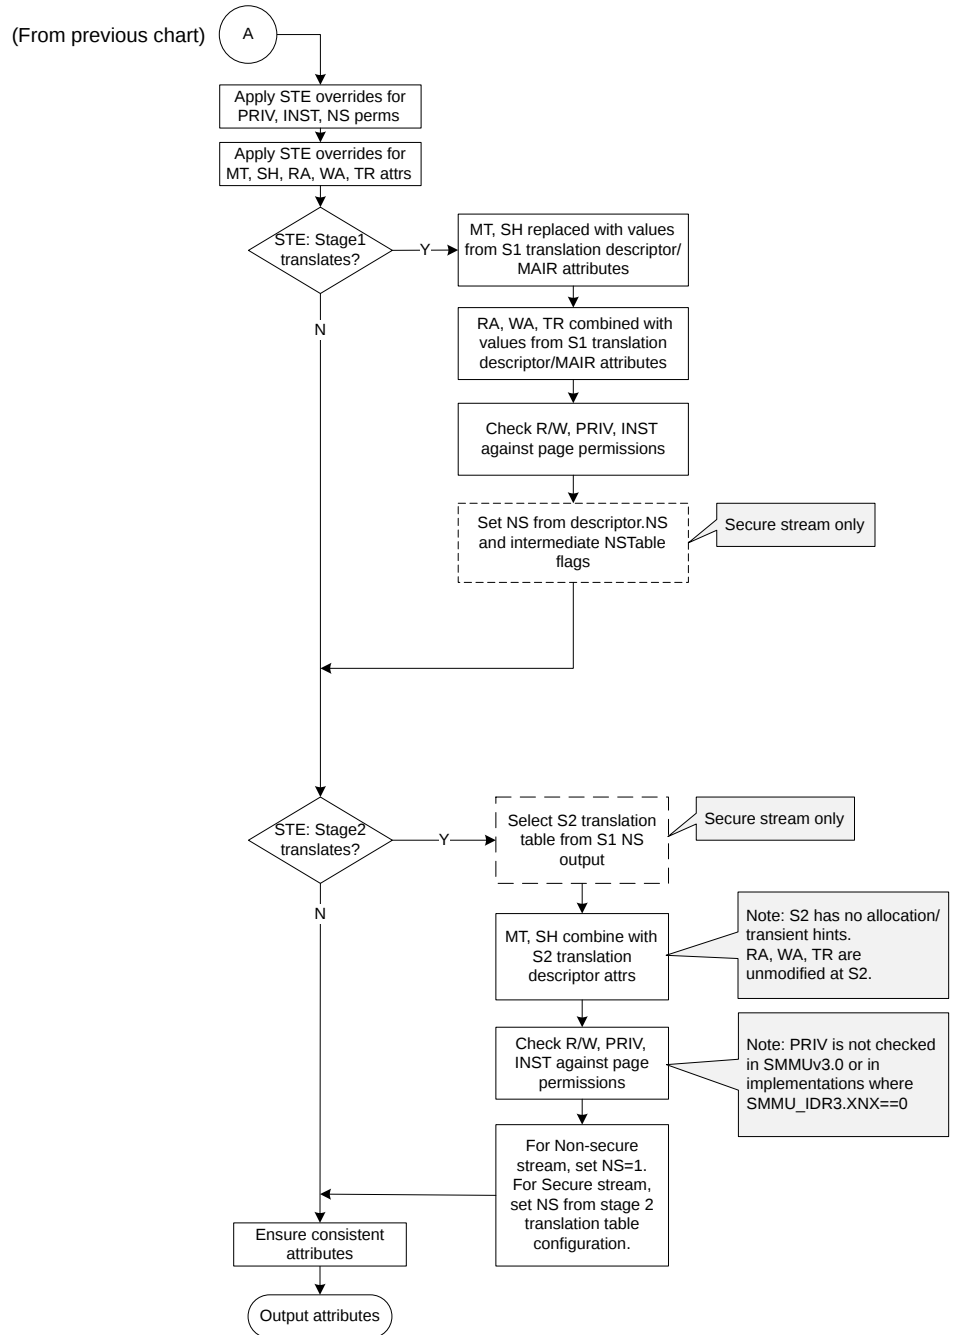 (From previous chart)
A
Apply STE overrides for
PRIV, INST, NS perms
Apply STE overrides for
MT, SH, RA, WA, TR attrs
STE: Stage1
translates?
Y
MT, SH replaced with values
from S1 translation descriptor/
MAIR attributes
N
RA, WA, TR combined with
values from S1 translation
descriptor/MAIR attributes
Check R/W, PRIV, INST
against page permissions
Set NS from descriptor.NS
and intermediate NSTable
flags
Secure stream only
STE: Stage2
translates?
Y
Select S2 translation
table from S1 NS
output
Secure stream only
N
MT, SH combine with
S2 translation
descriptor attrs
Note: S2 has no allocation/
transient hints.
RA, WA, TR are
unmodified at S2.
Check R/W, PRIV,
INST against page
permissions
Note: PRIV is not checked
in SMMUv3.0 or in
implementations where
SMMU_IDR3.XNX==0
For Non-secure
stream, set NS=1.
For Secure stream,
set NS from stage 2
translation table
configuration.
Ensure consistent
attributes
Output attributes